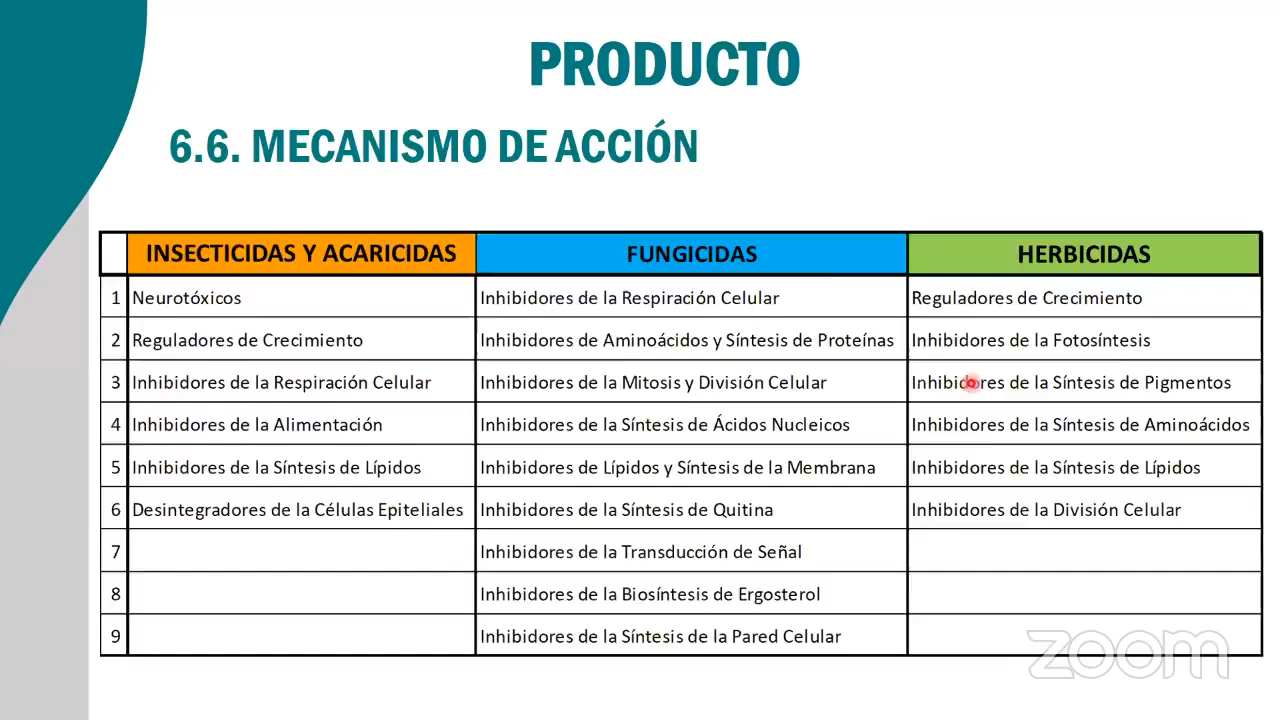 PRODUCTO
6.6. MECANISMO DE ACCIÓN
INSECTICIDAS Y ACARICIDAS FUNGICIDAS HERBICIDAS
1 Neurotóxicos Inhibidores de la Respiración Celular Reguladores de Crecimiento
2 Reguladores de Crecimiento Inhibidores de Aminoácidos y Síntesis de Proteínas Inhibidores de la Fotosíntesis
3 Inhibidores de la Respiración Celular Inhibidores de la Mitosis y División Celular Inhibidores de la Síntesis de Pigmentos
4 Inhibidores de la Alimentación Inhibidores de la Síntesis de Ácidos Nucleicos Inhibidores de la Síntesis de Aminoácidos
5 Inhibidores de la Síntesis de Lípidos Inhibidores de Lípidos y Síntesis de la Membrana Inhibidores de la Síntesis de Lípidos
6 Desintegradores de la Células Epiteliales Inhibidores de la Síntesis de Quitina Inhibidores de la División Celular
7 Inhibidores de la Transducción de Señal
8 Inhibidores de la Biosíntesis de Ergosterol
9 Inhibidores de la Síntesis de la Pared Celular
zoom